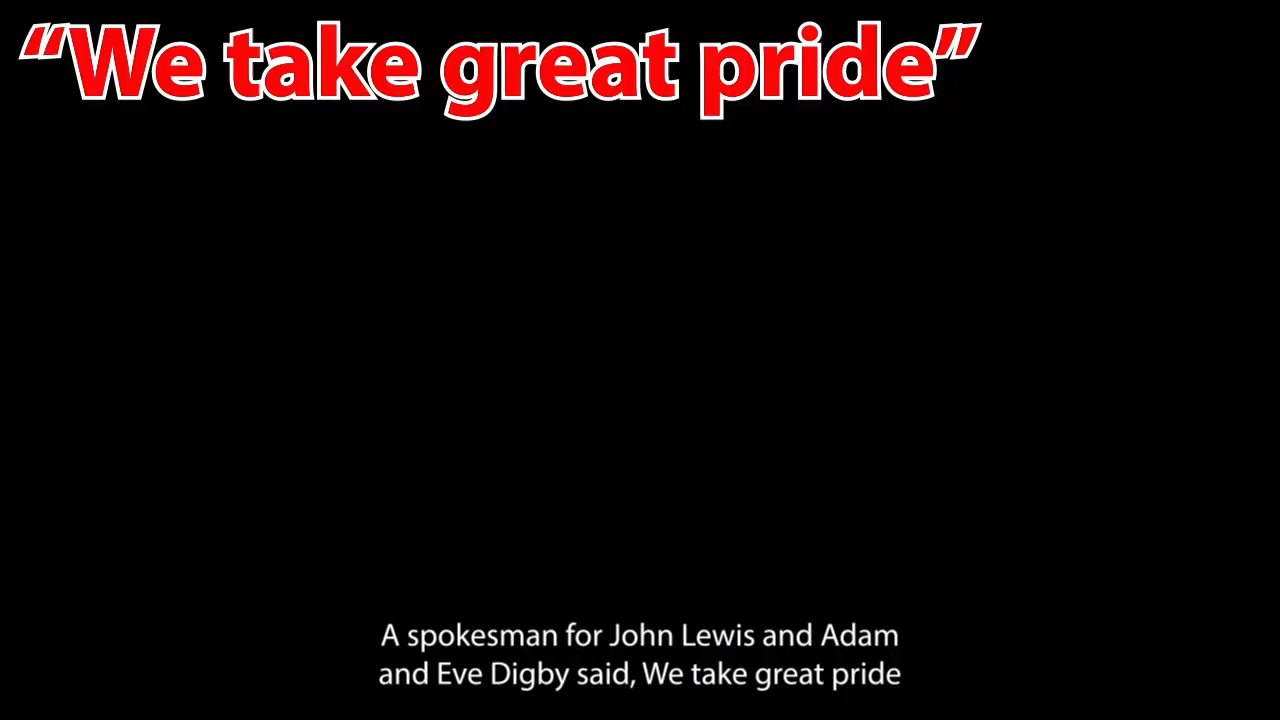 “We take great pride”
A spokesman for John Lewis and Adam
and Eve Digby said, We take great pride